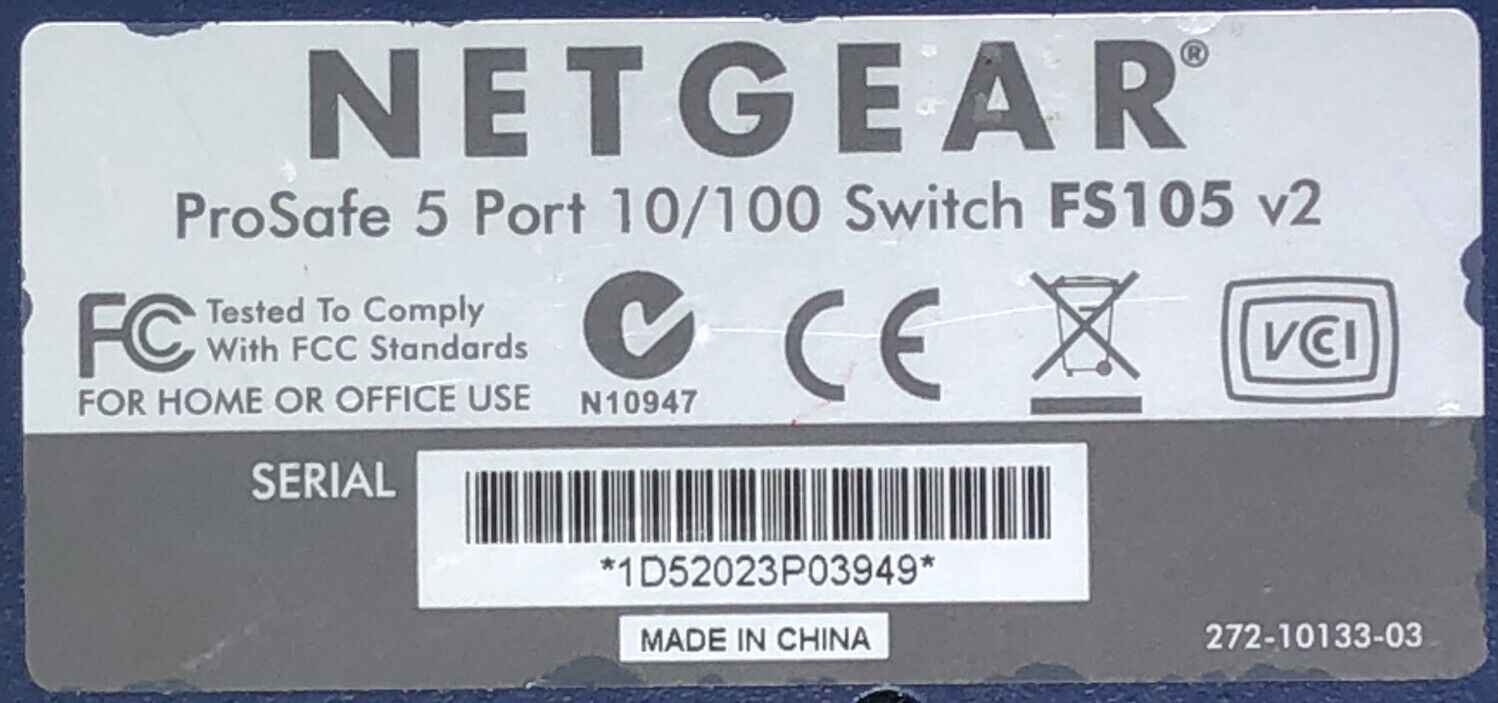 NETGEAR®
ProSafe 5 Port 10/100 Switch FS105 v2
FC Tested To Comply
With FCC Standards
FOR HOME OR OFFICE USE
N10947
CE
VCCI
SERIAL
*1D52023P03949*
MADE IN CHINA
272-10133-03